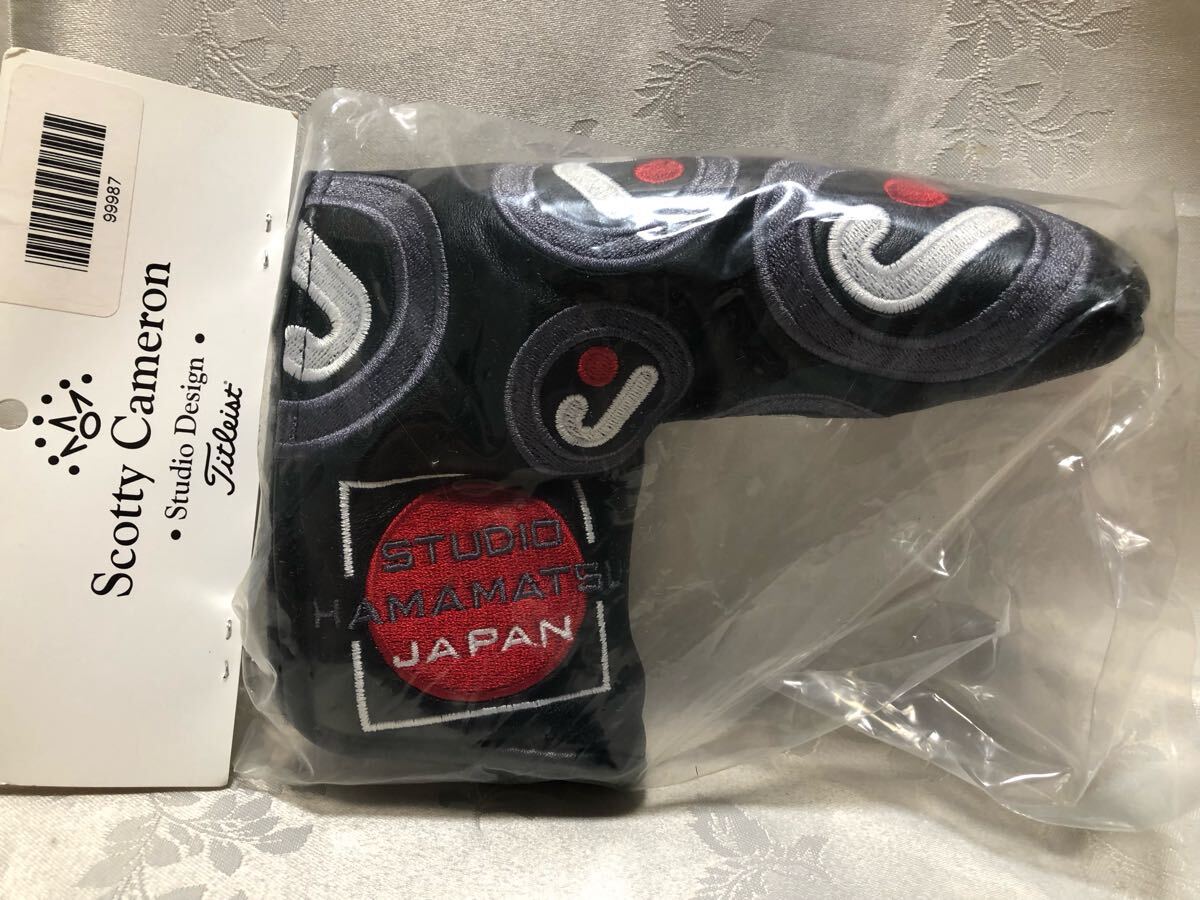 99987
Scotty Cameron
• Studio Design •
Titleist
J
J
J
J
STUDIO
HAMAMATSU
JAPAN